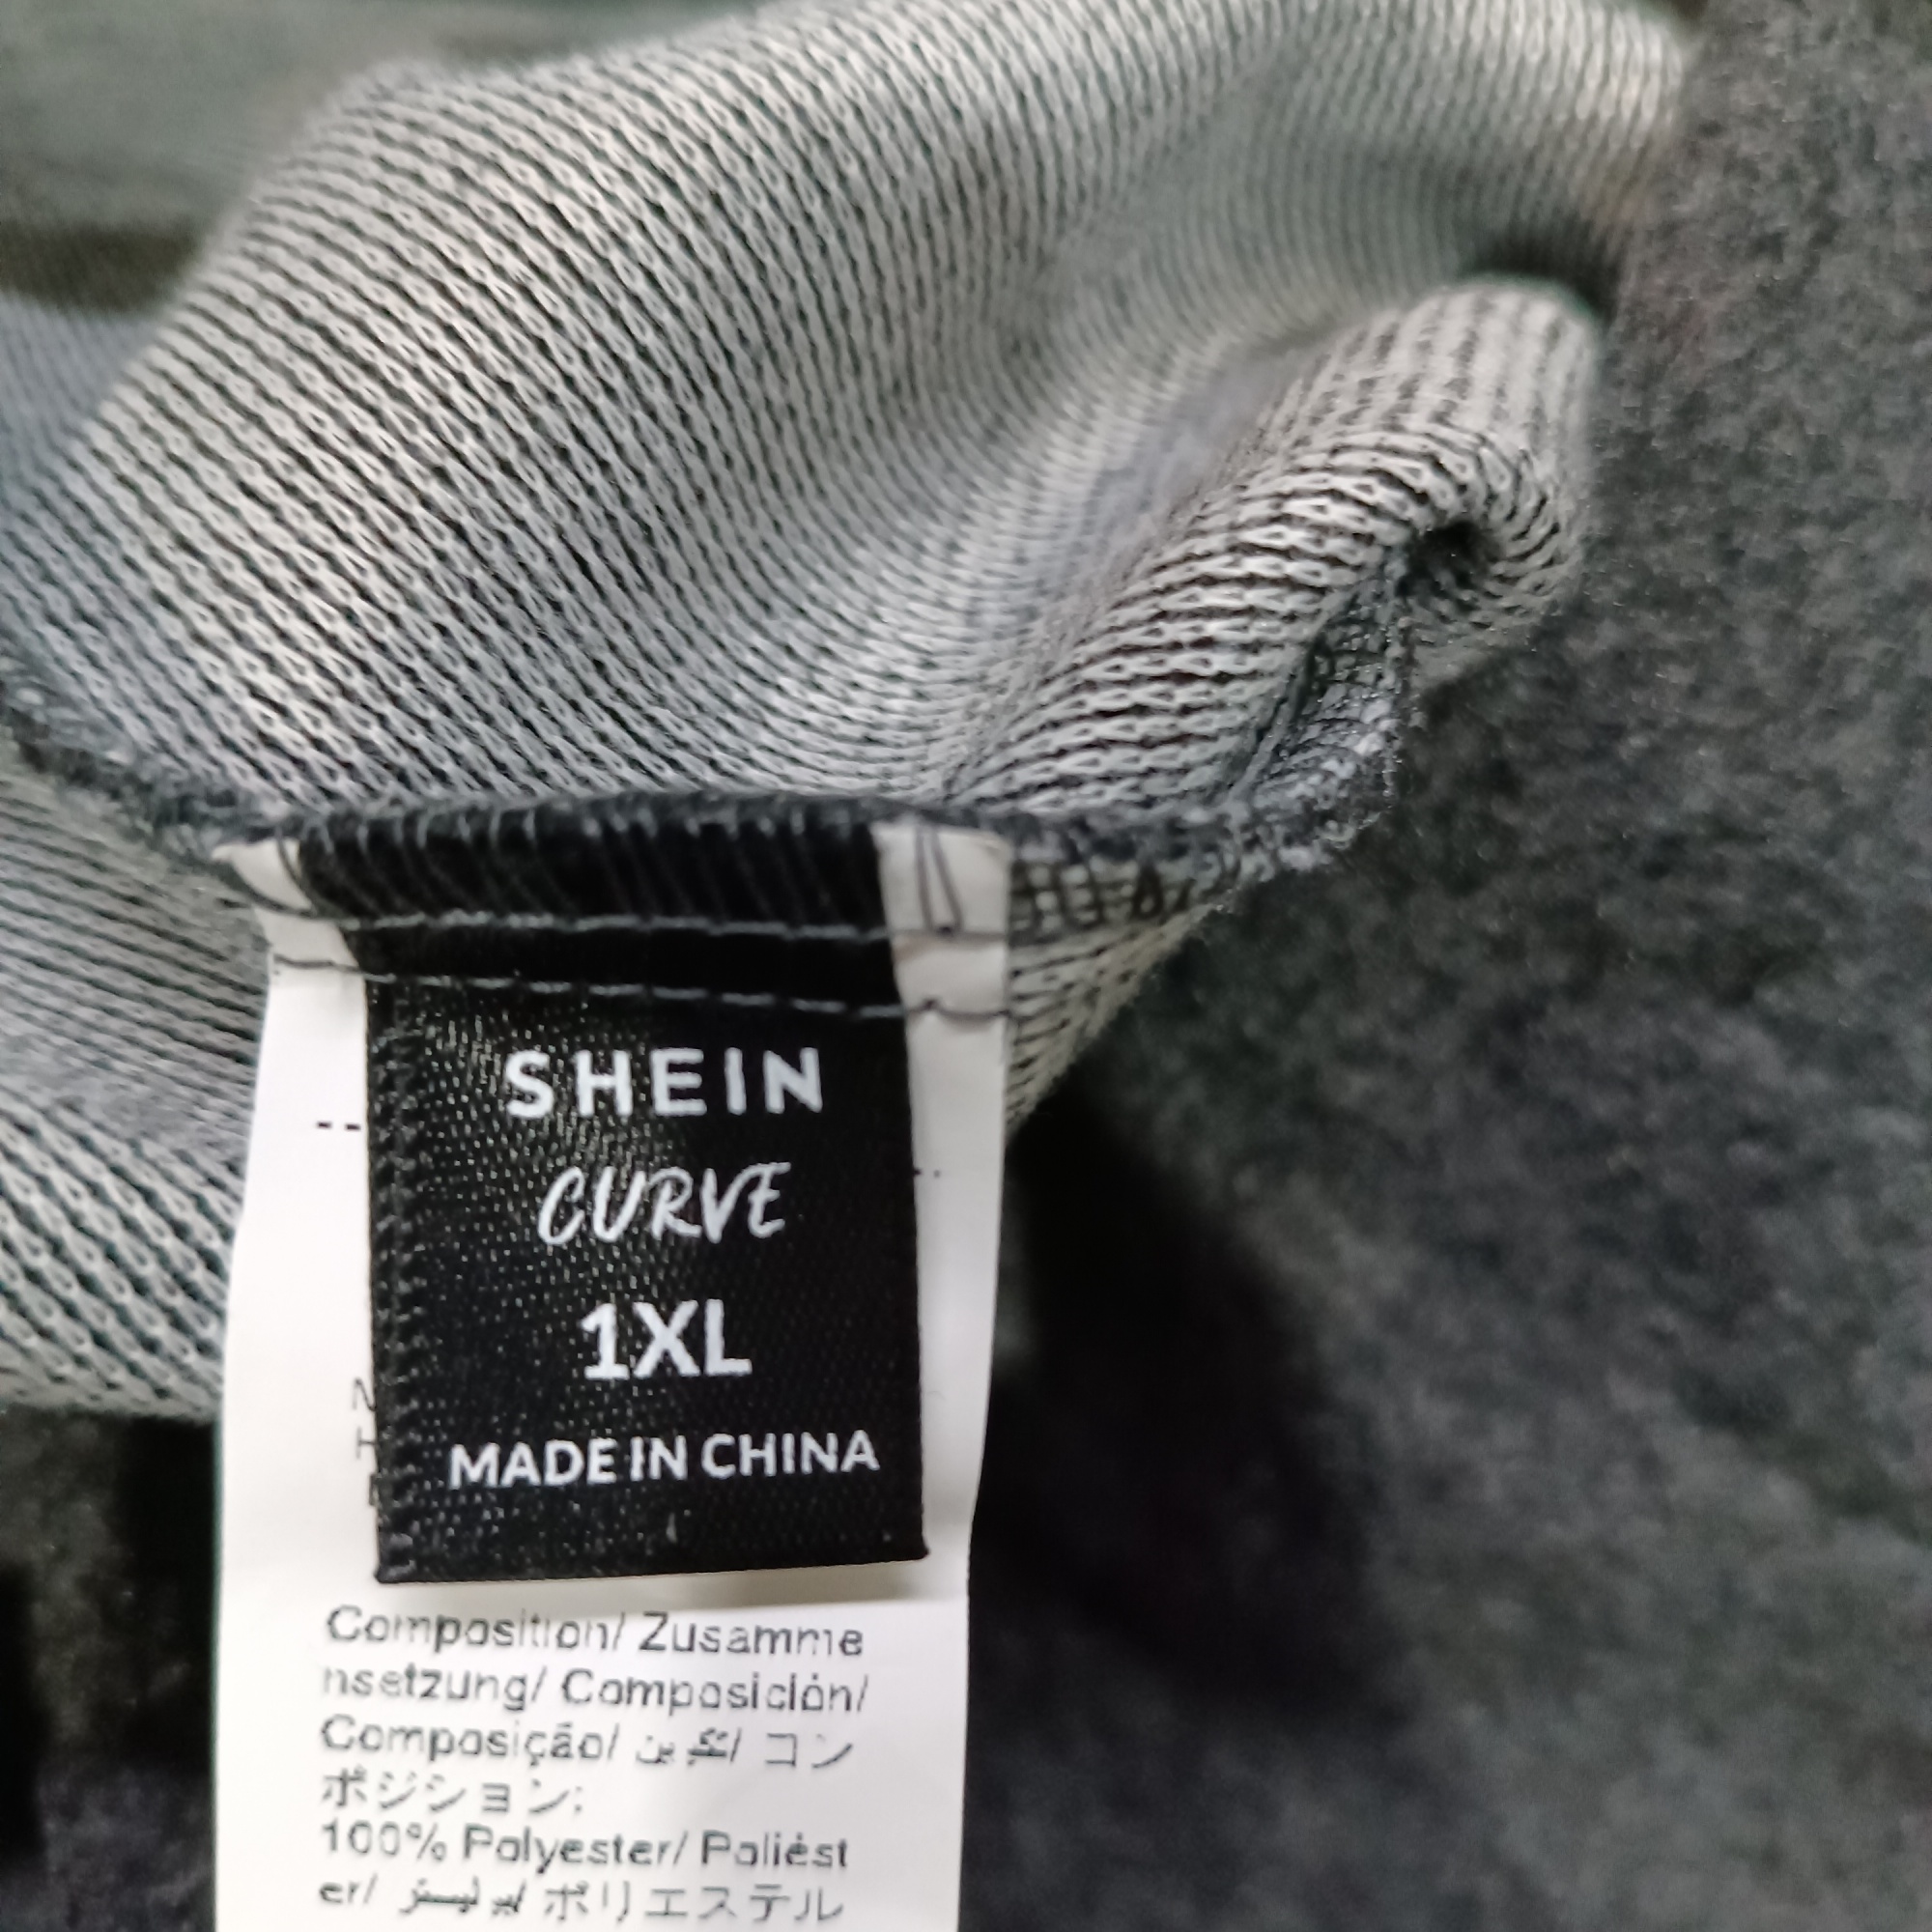 SHEIN
CURVE
1XL
MADE IN CHINA
Composition/ Zusamme
nsetzung/ Composición/
Composição/ تكوين/ コン
ポジション:
100% Polyester/ Poliést
er/ بوليستر/ ポリエステル